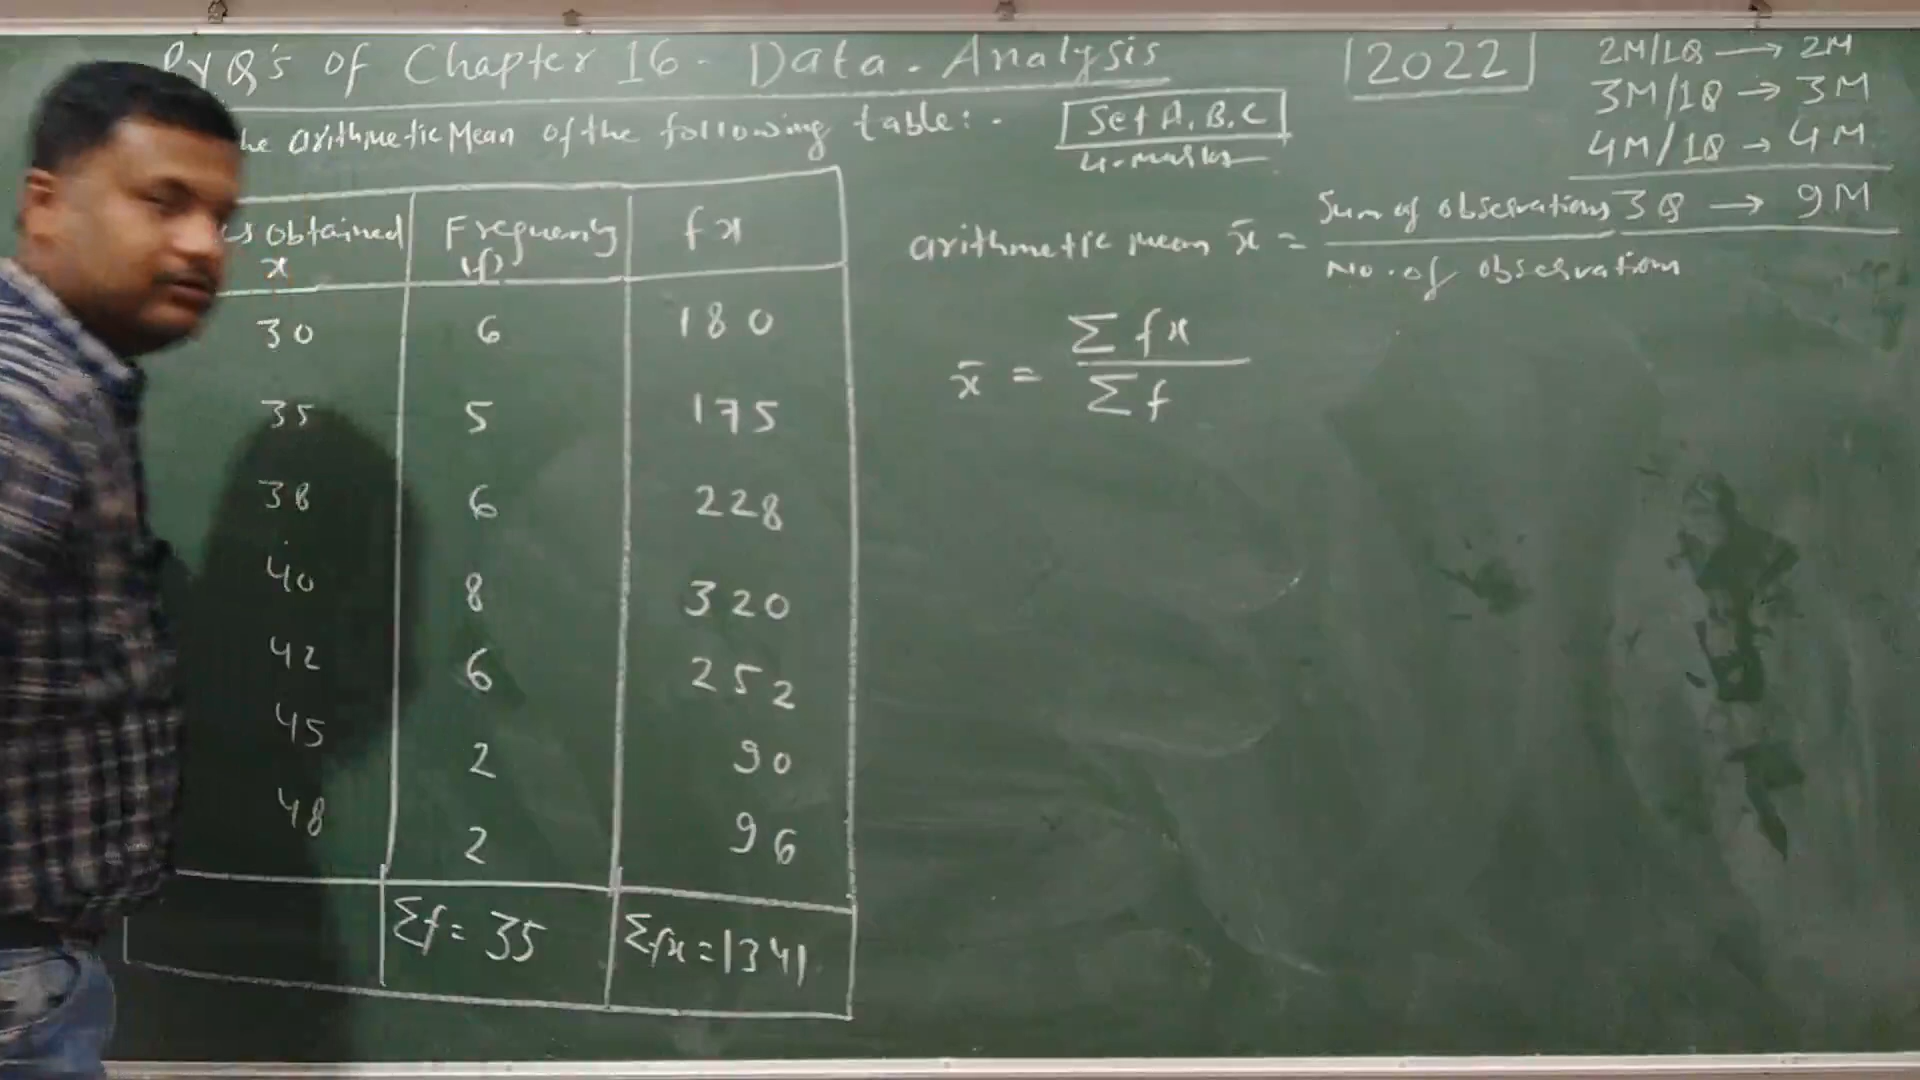 PYQ's of Chapter 16- Data Analysis
[2022]
2M/1Q → 2M
3M/1Q → 3M
4M/1Q → 4M
3Q → 9M
he arithmetic Mean of the following table:-
Set A, B, C
4-marks
obtained x | Frequency (f) | fx
30 | 6 | 180
35 | 5 | 175
38 | 6 | 228
40 | 8 | 320
42 | 6 | 252
45 | 2 | 90
48 | 2 | 96
Σf = 35 | Σfx = 1341
arithmetic mean x̄ = Sum of observations / No. of observations
x̄ = Σfx / Σf